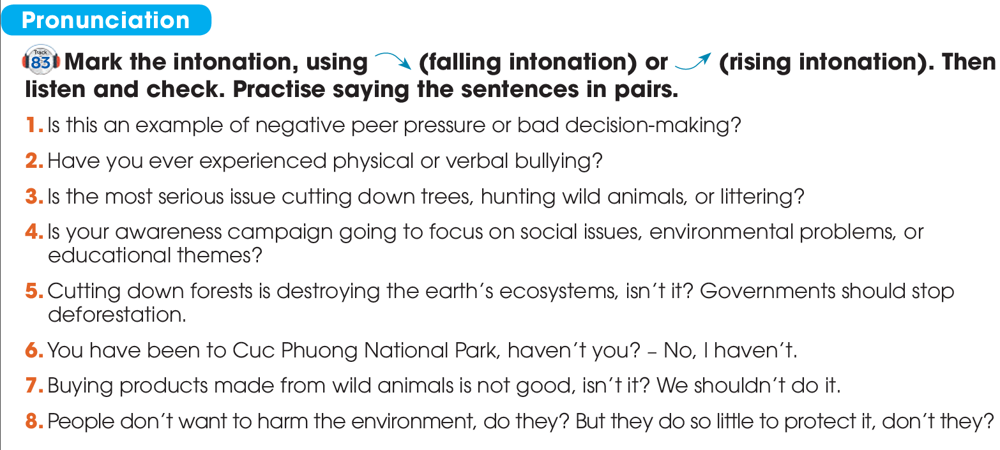 Pronunciation
Track 83 Mark the intonation, using (falling intonation) or (rising intonation). Then
listen and check. Practise saying the sentences in pairs.
1. Is this an example of negative peer pressure or bad decision-making?
2. Have you ever experienced physical or verbal bullying?
3. Is the most serious issue cutting down trees, hunting wild animals, or littering?
4. Is your awareness campaign going to focus on social issues, environmental problems, or
educational themes?
5. Cutting down forests is destroying the earth's ecosystems, isn't it? Governments should stop
deforestation.
6. You have been to Cuc Phuong National Park, haven't you? – No, I haven't.
7. Buying products made from wild animals is not good, isn't it? We shouldn't do it.
8. People don't want to harm the environment, do they? But they do so little to protect it, don't they?